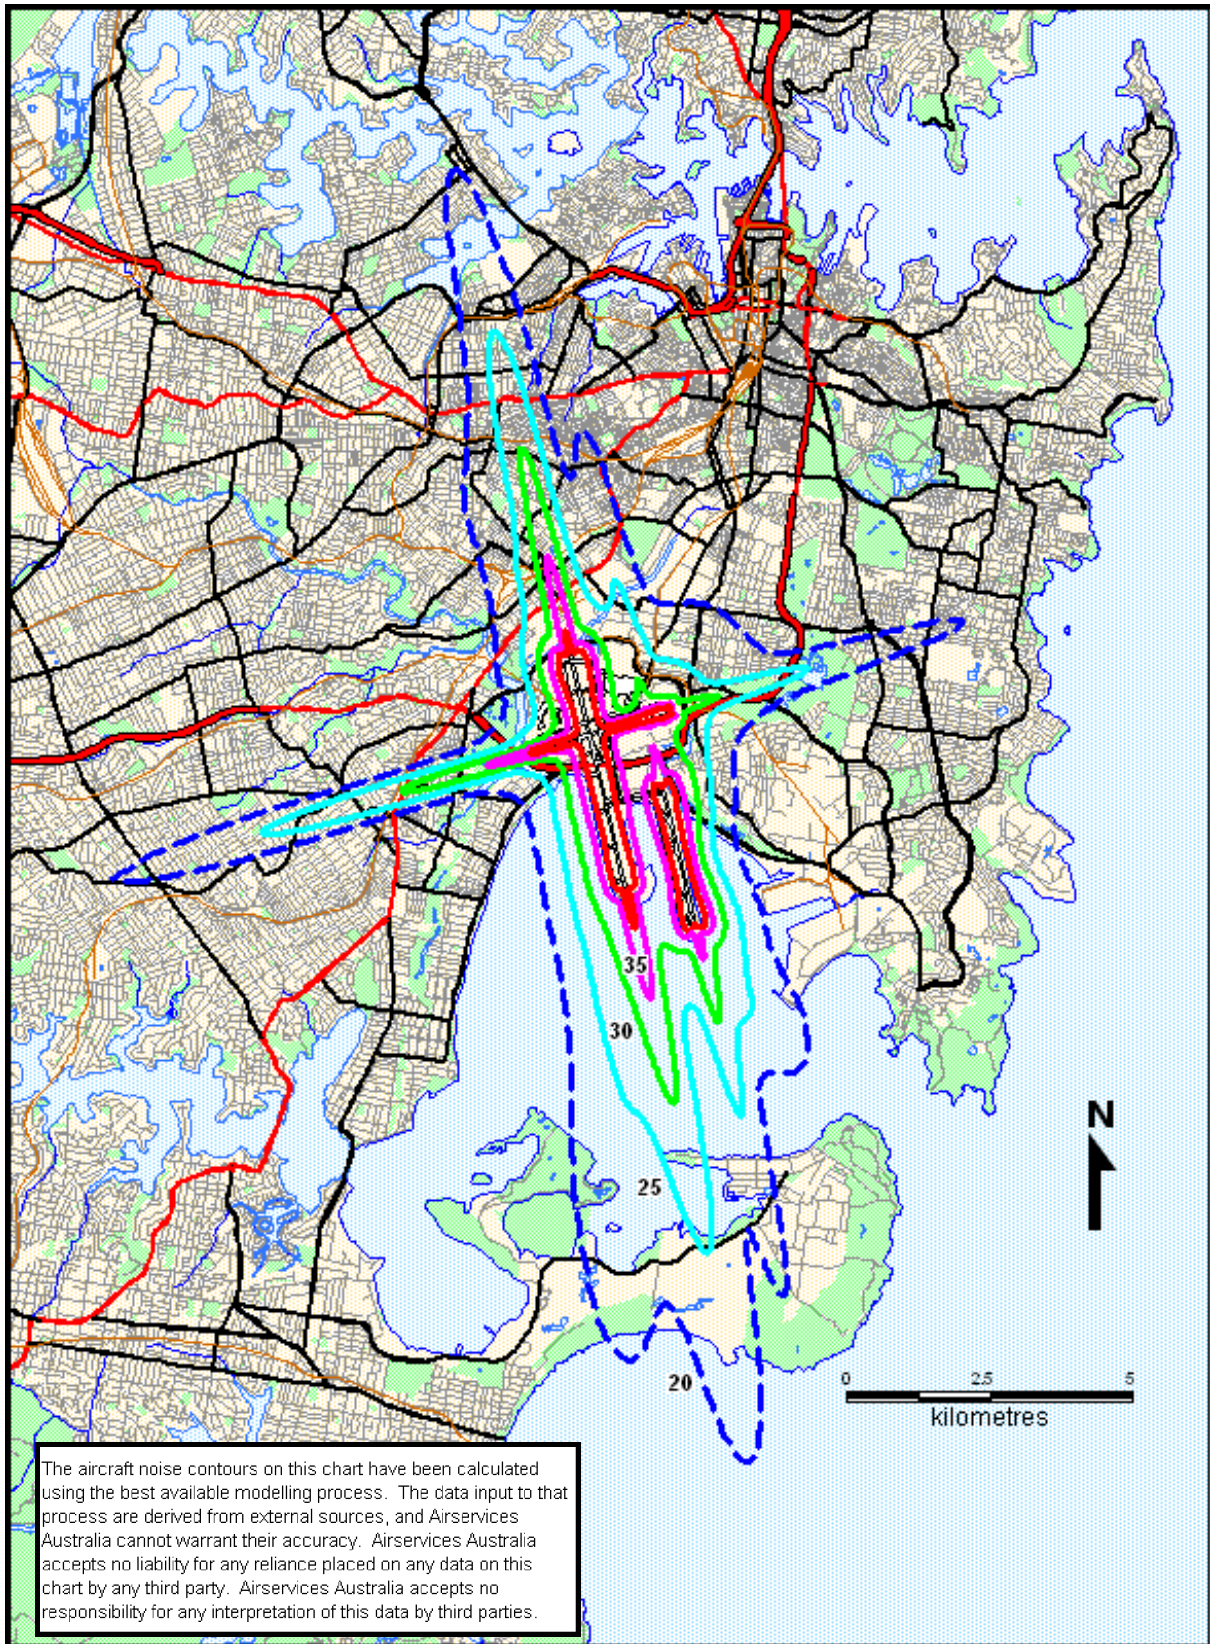 35
30
N
25
20
0 2.5 5
kilometres
The aircraft noise contours on this chart have been calculated
using the best available modelling process. The data input to that
process are derived from external sources, and Airservices
Australia cannot warrant their accuracy. Airservices Australia
accepts no liability for any reliance placed on any data on this
chart by any third party. Airservices Australia accepts no
responsibility for any interpretation of this data by third parties.